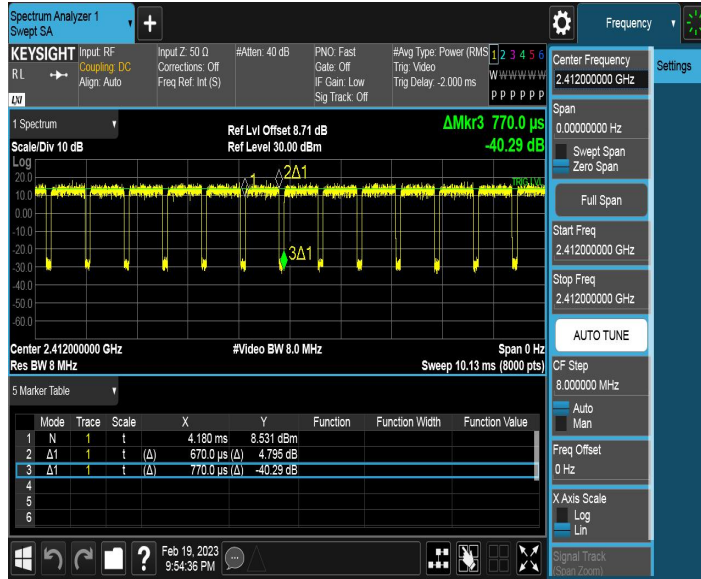 Spectrum Analyzer 1
Swept SA
Frequency
KEYSIGHT
RL
LXI
Input: RF
Coupling: DC
Align: Auto
Input Z: 50 Ω
Corrections: Off
Freq Ref: Int (S)
#Atten: 40 dB
PNO: Fast
Gate: Off
IF Gain: Low
Sig Track: Off
#Avg Type: Power (RMS
Trig: Video
Trig Delay: -2.000 ms
1 2 3 4 5 6
W W W W W W
P P P P P P
1 Spectrum
Scale/Div 10 dB
Ref Lvl Offset 8.71 dB
Ref Level 30.00 dBm
ΔMkr3 770.0 µs
-40.29 dB
Log
20.0
10.0
0.00
-10.0
-20.0
-30.0
-40.0
-50.0
-60.0
1
2Δ1
3Δ1
TRIG LVL
Center 2.412000000 GHz
Res BW 8 MHz
#Video BW 8.0 MHz
Span 0 Hz
Sweep 10.13 ms (8000 pts)
5 Marker Table
Mode Trace Scale X Y Function Function Width Function Value
1 N 1 t 4.180 ms 8.531 dBm
2 Δ1 1 t (Δ) 670.0 µs (Δ) 4.795 dB
3 Δ1 1 t (Δ) 770.0 µs (Δ) -40.29 dB
4
5
6
Feb 19, 2023
9:54:36 PM
Center Frequency
2.412000000 GHz
Settings
Span
0.00000000 Hz
Swept Span
Zero Span
Full Span
Start Freq
2.412000000 GHz
Stop Freq
2.412000000 GHz
AUTO TUNE
CF Step
8.000000 MHz
Auto
Man
Freq Offset
0 Hz
X Axis Scale
Log
Lin
Signal Track
(Span Zoom)